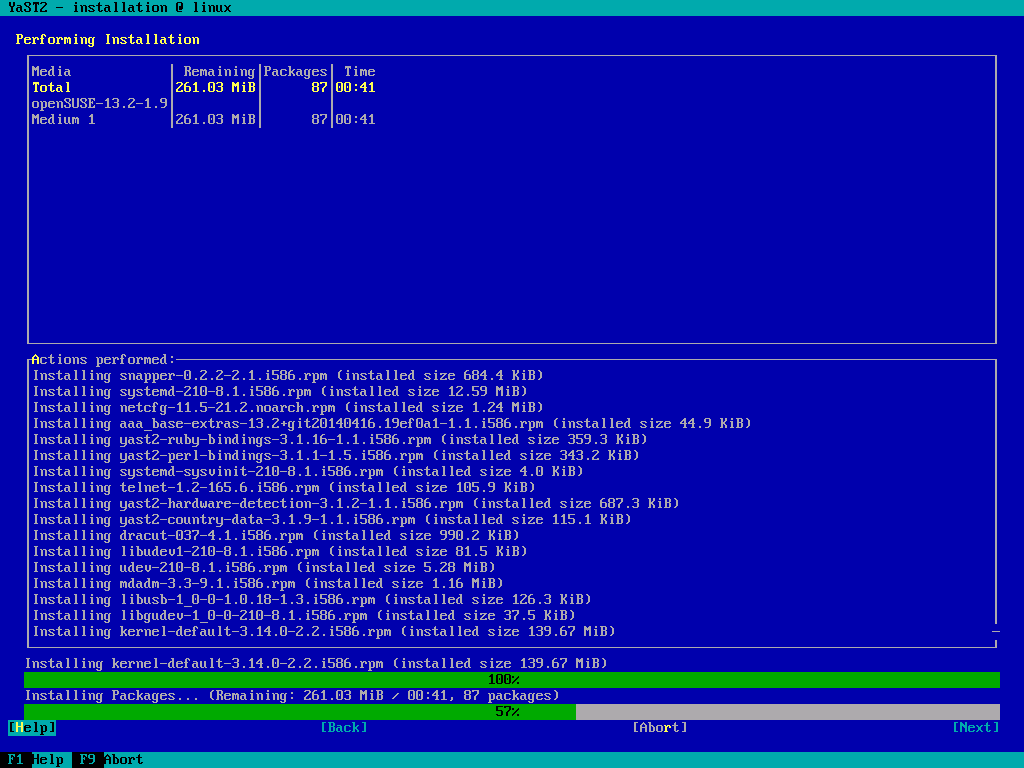 YaST2 - installation @ linux
Performing Installation
Media | Remaining|Packages| Time
Total |261.03 MiB| 87|00:41
openSUSE-13.2-1.9| | |
Medium 1 |261.03 MiB| 87|00:41
Actions performed:
Installing snapper-0.2.2-2.1.i586.rpm (installed size 684.4 KiB)
Installing systemd-210-8.1.i586.rpm (installed size 12.59 MiB)
Installing netcfg-11.5-21.2.noarch.rpm (installed size 1.24 MiB)
Installing aaa_base-extras-13.2+git20140416.19ef0a1-1.1.i586.rpm (installed size 44.9 KiB)
Installing yast2-ruby-bindings-3.1.16-1.1.i586.rpm (installed size 359.3 KiB)
Installing yast2-perl-bindings-3.1.1-1.5.i586.rpm (installed size 343.2 KiB)
Installing systemd-sysvinit-210-8.1.i586.rpm (installed size 4.0 KiB)
Installing telnet-1.2-165.6.i586.rpm (installed size 105.9 KiB)
Installing yast2-hardware-detection-3.1.2-1.1.i586.rpm (installed size 687.3 KiB)
Installing yast2-country-data-3.1.9-1.1.i586.rpm (installed size 115.1 KiB)
Installing dracut-037-4.1.i586.rpm (installed size 990.2 KiB)
Installing libudev1-210-8.1.i586.rpm (installed size 81.5 KiB)
Installing udev-210-8.1.i586.rpm (installed size 5.28 MiB)
Installing mdadm-3.3-9.1.i586.rpm (installed size 1.16 MiB)
Installing libusb-1_0-0-1.0.18-1.3.i586.rpm (installed size 126.3 KiB)
Installing libgudev-1_0-0-210-8.1.i586.rpm (installed size 37.5 KiB)
Installing kernel-default-3.14.0-2.2.i586.rpm (installed size 139.67 MiB)
Installing kernel-default-3.14.0-2.2.i586.rpm (installed size 139.67 MiB)
100%
Installing Packages... (Remaining: 261.03 MiB / 00:41, 87 packages)
57%
[Help] [Back] [Abort] [Next]
F1 Help F9 Abort